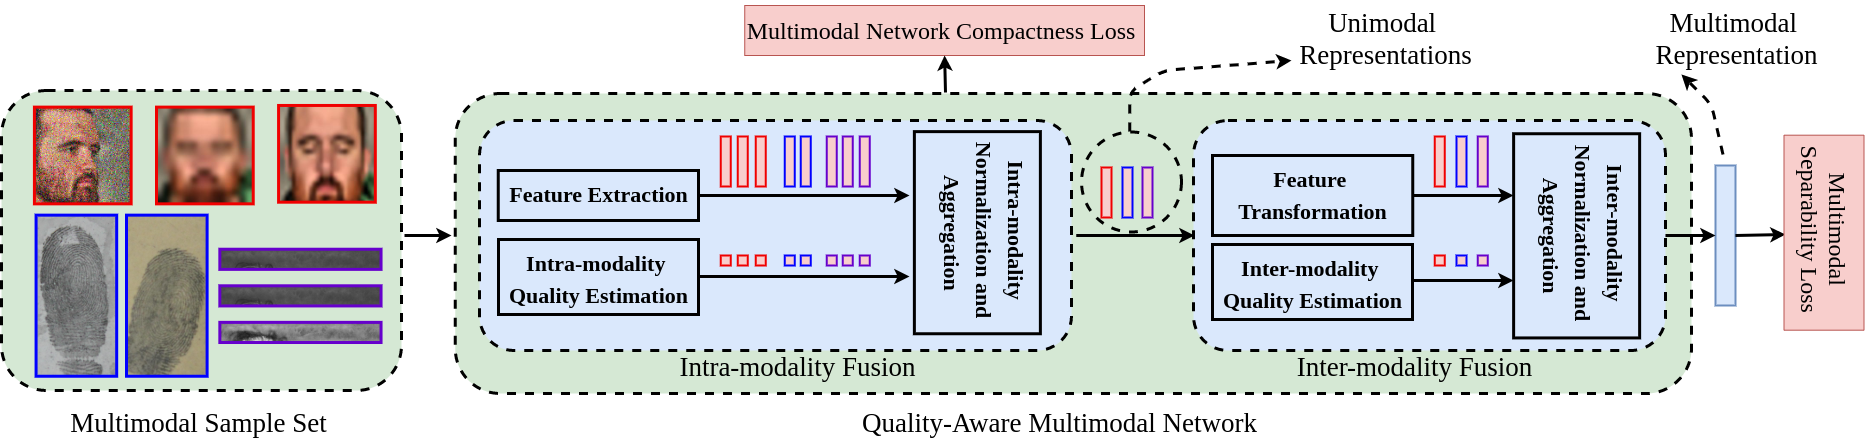 Multimodal Network Compactness Loss
Unimodal
Representations
Multimodal
Representation
Feature Extraction
Intra-modality
Quality Estimation
Intra-modality
Normalization and
Aggregation
Intra-modality Fusion
Feature
Transformation
Inter-modality
Quality Estimation
Inter-modality
Normalization and
Aggregation
Inter-modality Fusion
Multimodal
Separability Loss
Multimodal Sample Set
Quality-Aware Multimodal Network